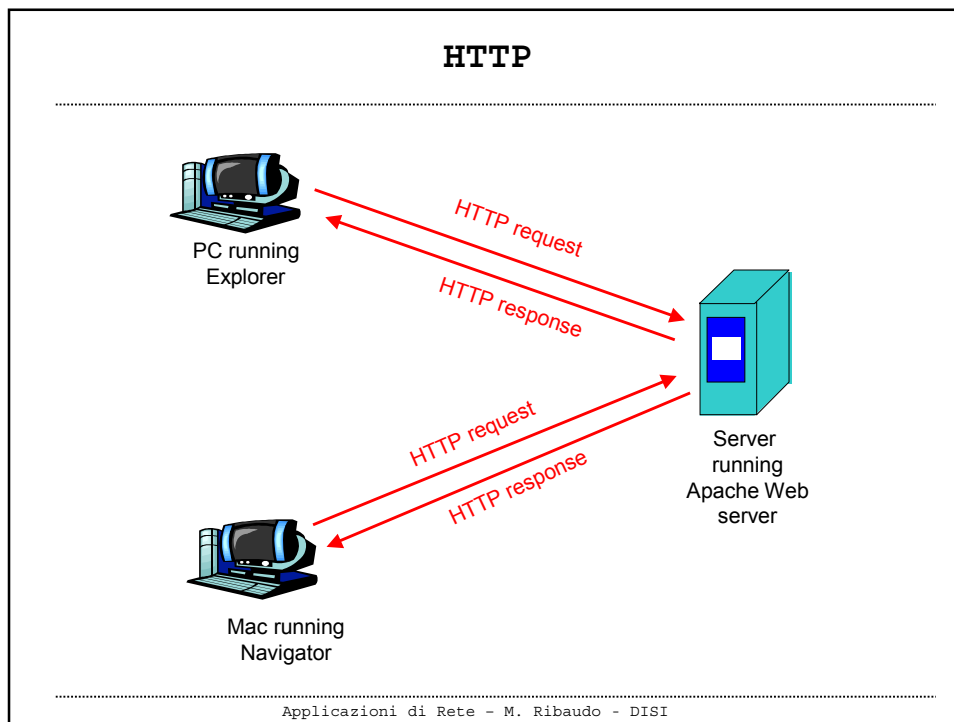 HTTP
HTTP request
PC running
Explorer
HTTP response
HTTP request
Server
running
Apache Web
server
HTTP response
Mac running
Navigator
Applicazioni di Rete – M. Ribaudo - DISI